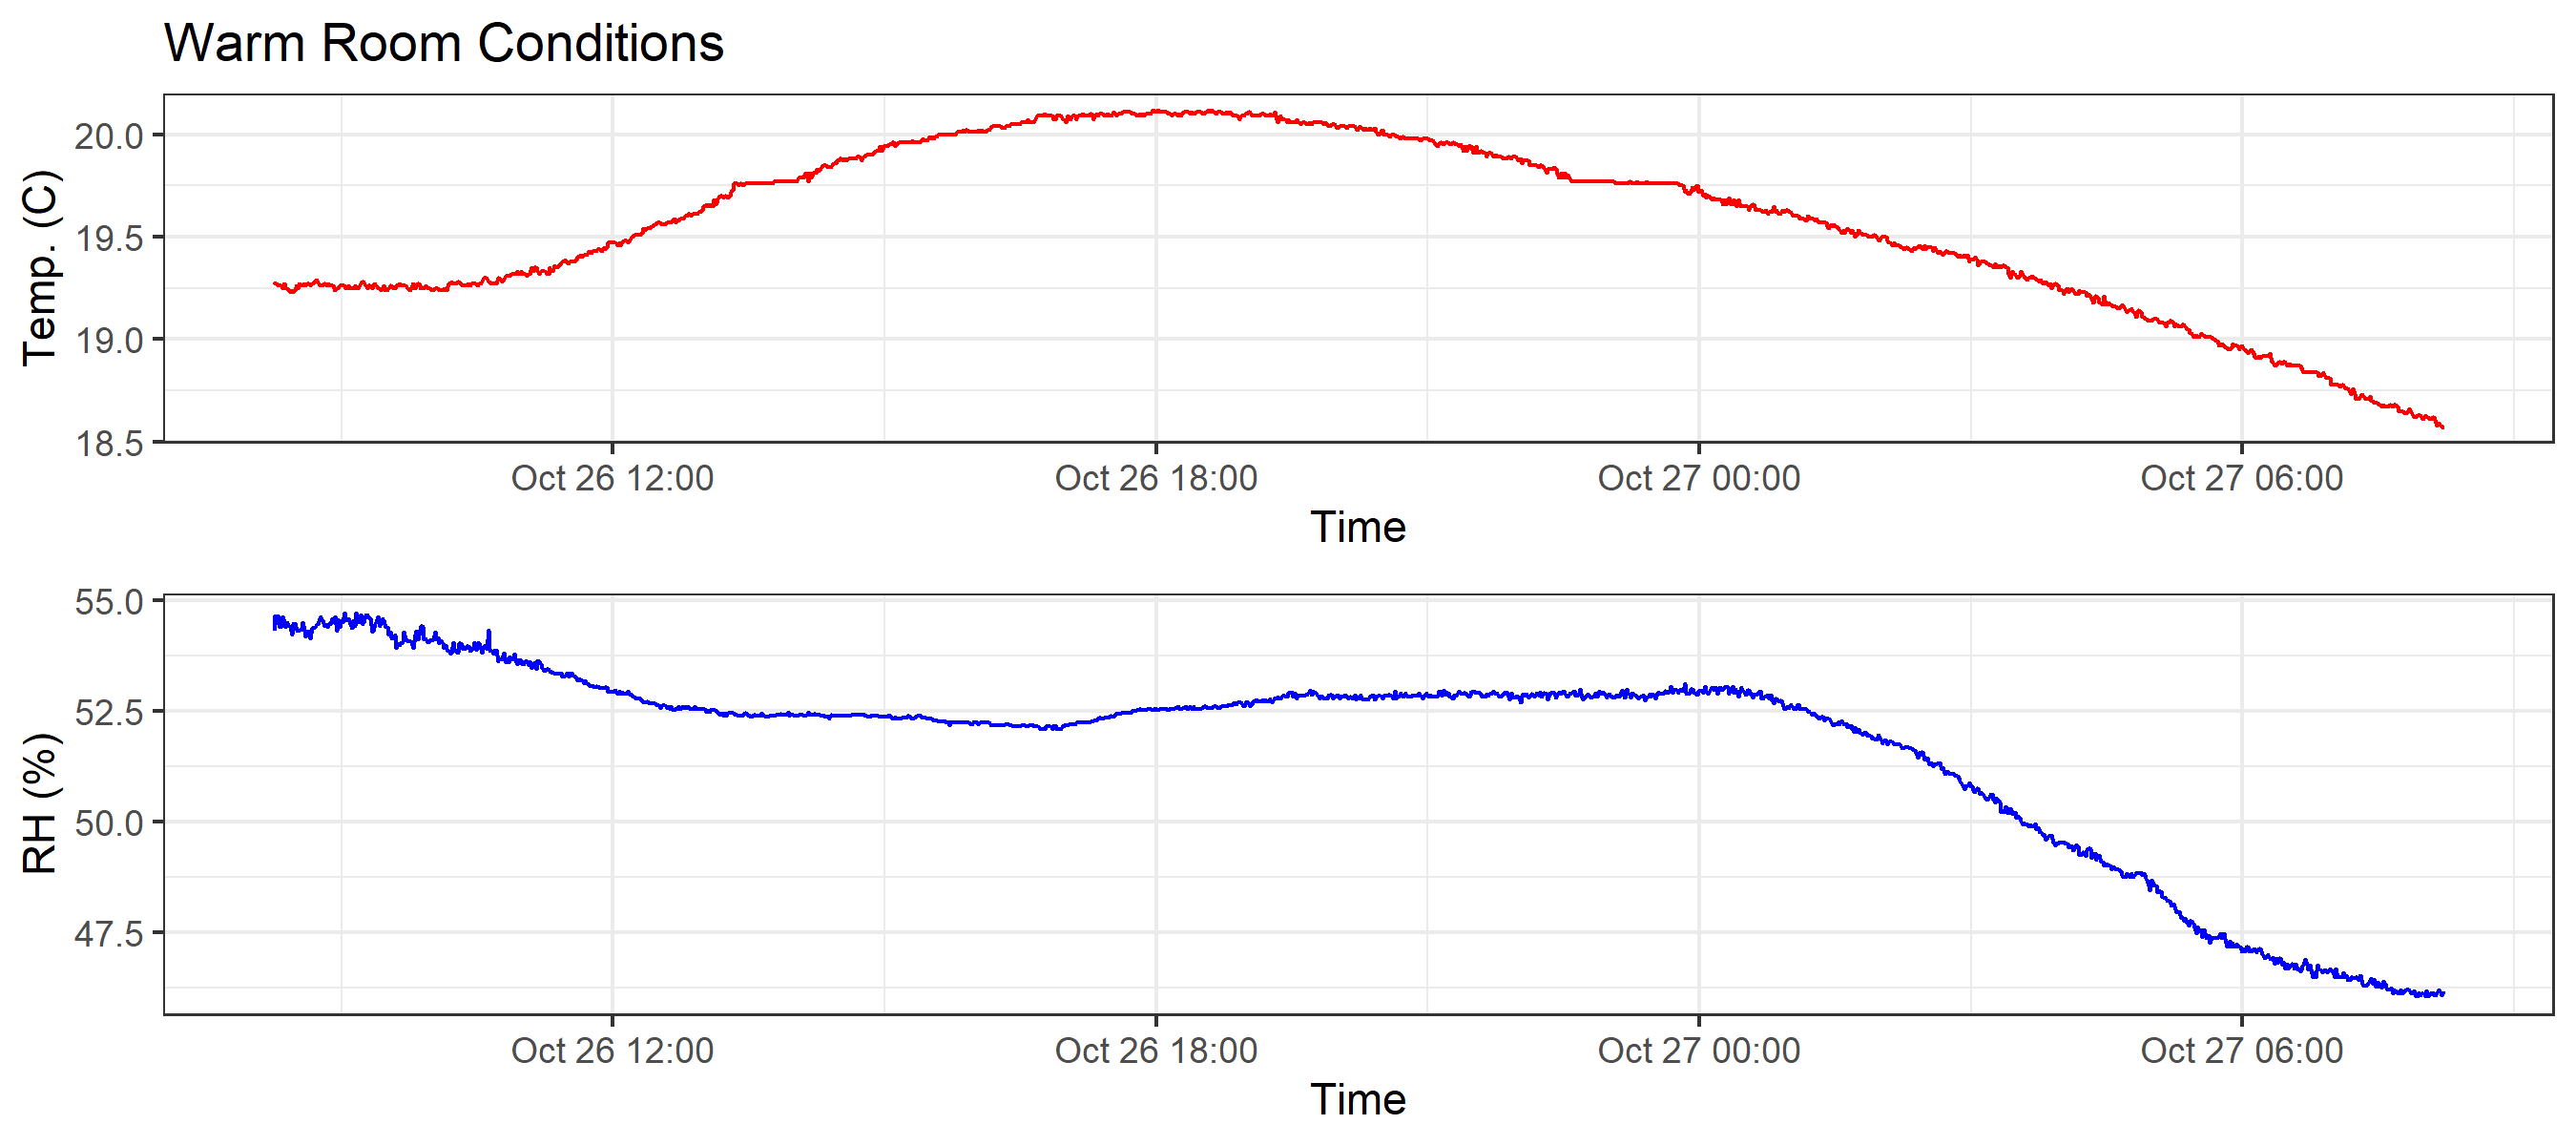 Warm Room Conditions
Temp. (C)
20.0
19.5
19.0
18.5
Oct 26 12:00 Oct 26 18:00 Oct 27 00:00 Oct 27 06:00
Time
RH (%)
55.0
52.5
50.0
47.5
Oct 26 12:00 Oct 26 18:00 Oct 27 00:00 Oct 27 06:00
Time